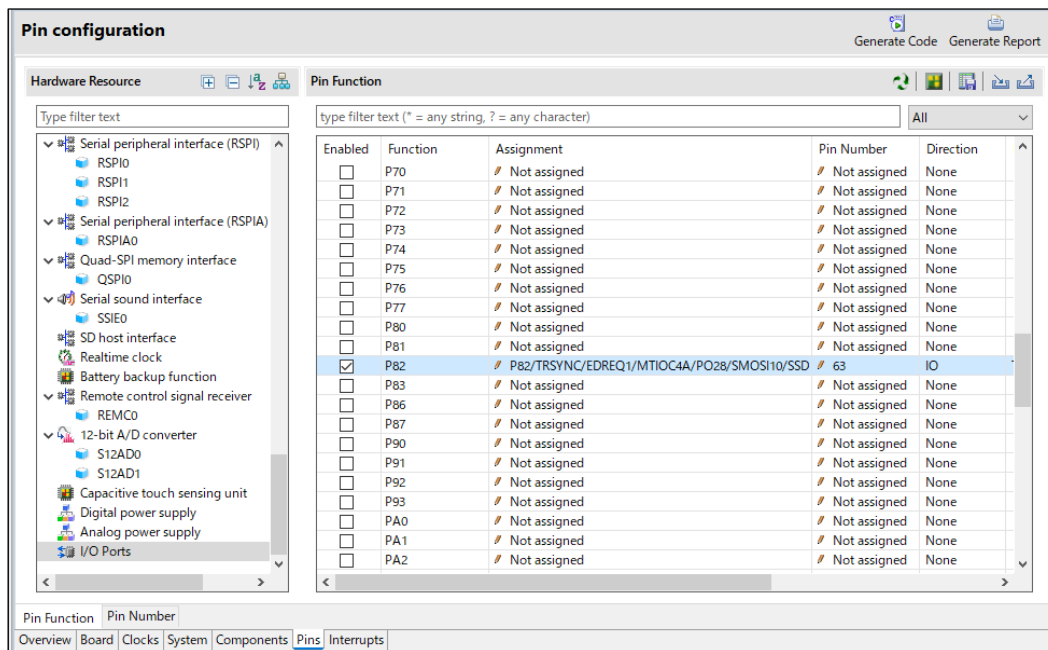 Pin configuration
Generate Code Generate Report
Hardware Resource
Pin Function
Type filter text
type filter text (* = any string, ? = any character)
All
Serial peripheral interface (RSPI)
RSPI0
RSPI1
RSPI2
Serial peripheral interface (RSPIA)
RSPIA0
Quad-SPI memory interface
QSPI0
Serial sound interface
SSIE0
SD host interface
Realtime clock
Battery backup function
Remote control signal receiver
REMC0
12-bit A/D converter
S12AD0
S12AD1
Capacitive touch sensing unit
Digital power supply
Analog power supply
I/O Ports
Enabled Function Assignment Pin Number Direction
P70 Not assigned Not assigned None
P71 Not assigned Not assigned None
P72 Not assigned Not assigned None
P73 Not assigned Not assigned None
P74 Not assigned Not assigned None
P75 Not assigned Not assigned None
P76 Not assigned Not assigned None
P77 Not assigned Not assigned None
P80 Not assigned Not assigned None
P81 Not assigned Not assigned None
P82 P82/TRSYNC/EDREQ1/MTIOC4A/PO28/SMOSI10/SSD 63 IO
P83 Not assigned Not assigned None
P86 Not assigned Not assigned None
P87 Not assigned Not assigned None
P90 Not assigned Not assigned None
P91 Not assigned Not assigned None
P92 Not assigned Not assigned None
P93 Not assigned Not assigned None
PA0 Not assigned Not assigned None
PA1 Not assigned Not assigned None
PA2 Not assigned Not assigned None
Pin Function Pin Number
Overview Board Clocks System Components Pins Interrupts